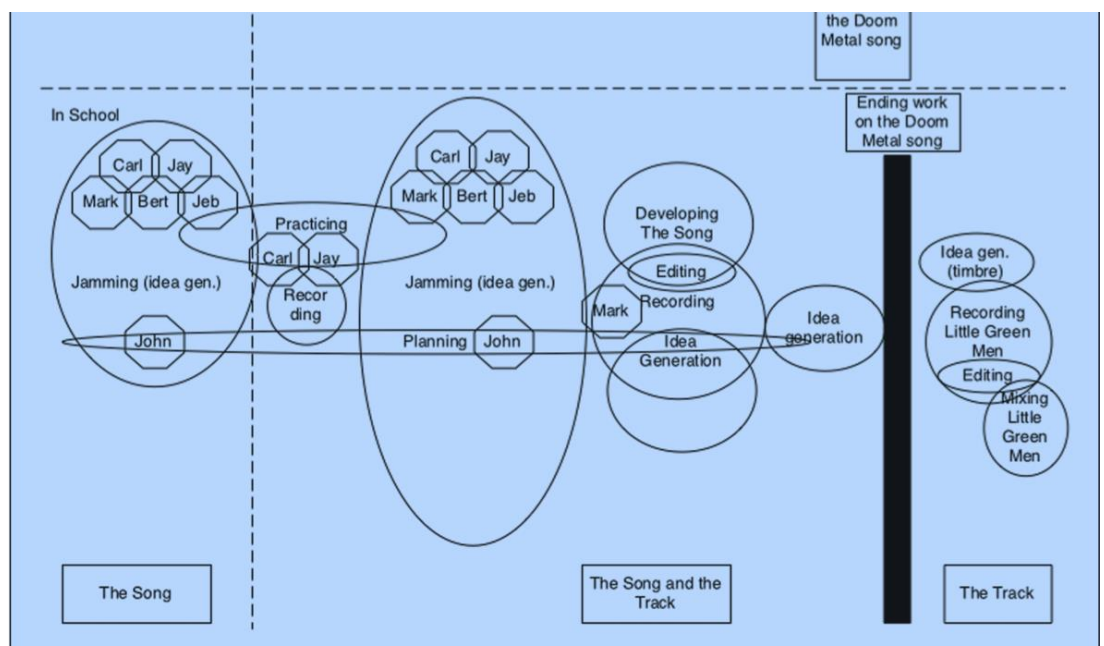 the Doom
Metal song
Ending work
on the Doom
Metal song
In School
Carl
Jay
Mark
Bert
Jeb
Jamming (idea gen.)
John
Practicing
Carl
Jay
Recor
ding
Carl
Jay
Mark
Bert
Jeb
Jamming (idea gen.)
Planning
John
Developing
The Song
Editing
Mark
Recording
Idea
Generation
Idea
generation
Idea gen.
(timbre)
Recording
Little Green
Men
Editing
Mixing
Little
Green
Men
The Song
The Song and the
Track
The Track